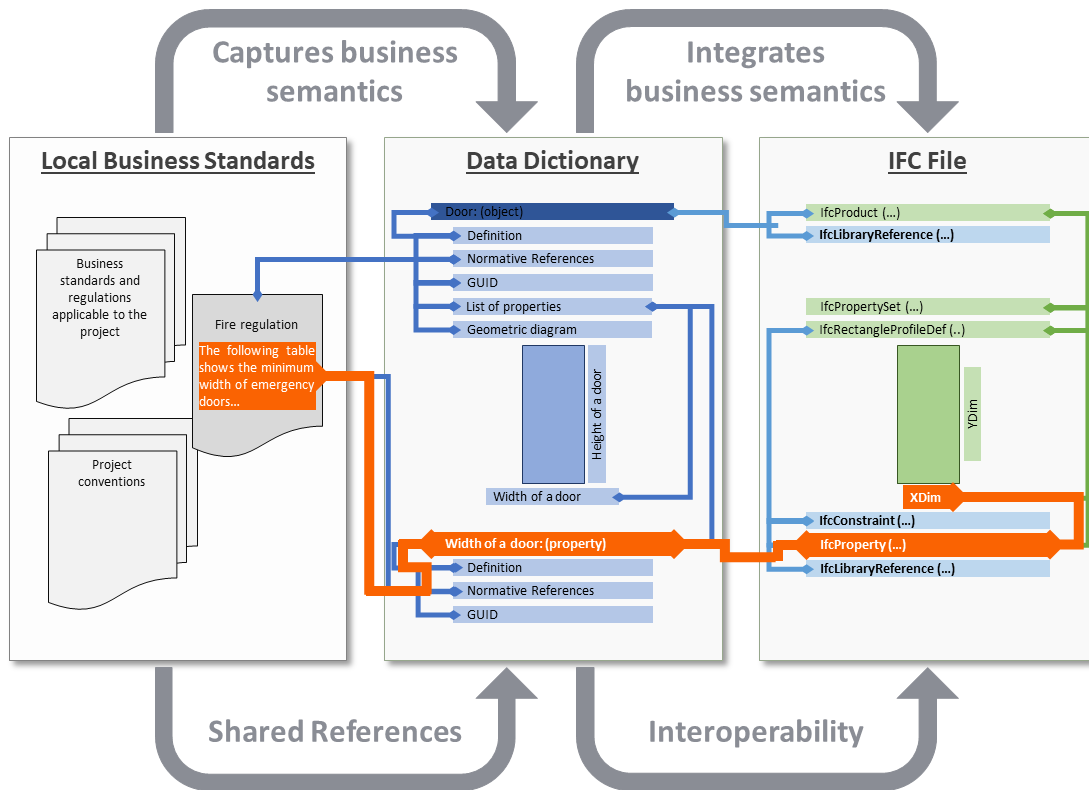 Captures business
semantics
Integrates
business semantics
Local Business Standards
Business
standards and
regulations
applicable to the
project
Fire regulation
The following table
shows the minimum
width of emergency
doors...
Project
conventions
Data Dictionary
Door: (object)
Definition
Normative References
GUID
List of properties
Geometric diagram
Height of a door
Width of a door
Width of a door: (property)
Definition
Normative References
GUID
IFC File
IfcProduct (...)
IfcLibraryReference (...)
IfcPropertySet (...)
IfcRectangleProfileDef (..)
YDim
XDim
IfcConstraint (...)
IfcProperty (...)
IfcLibraryReference (...)
Shared References
Interoperability